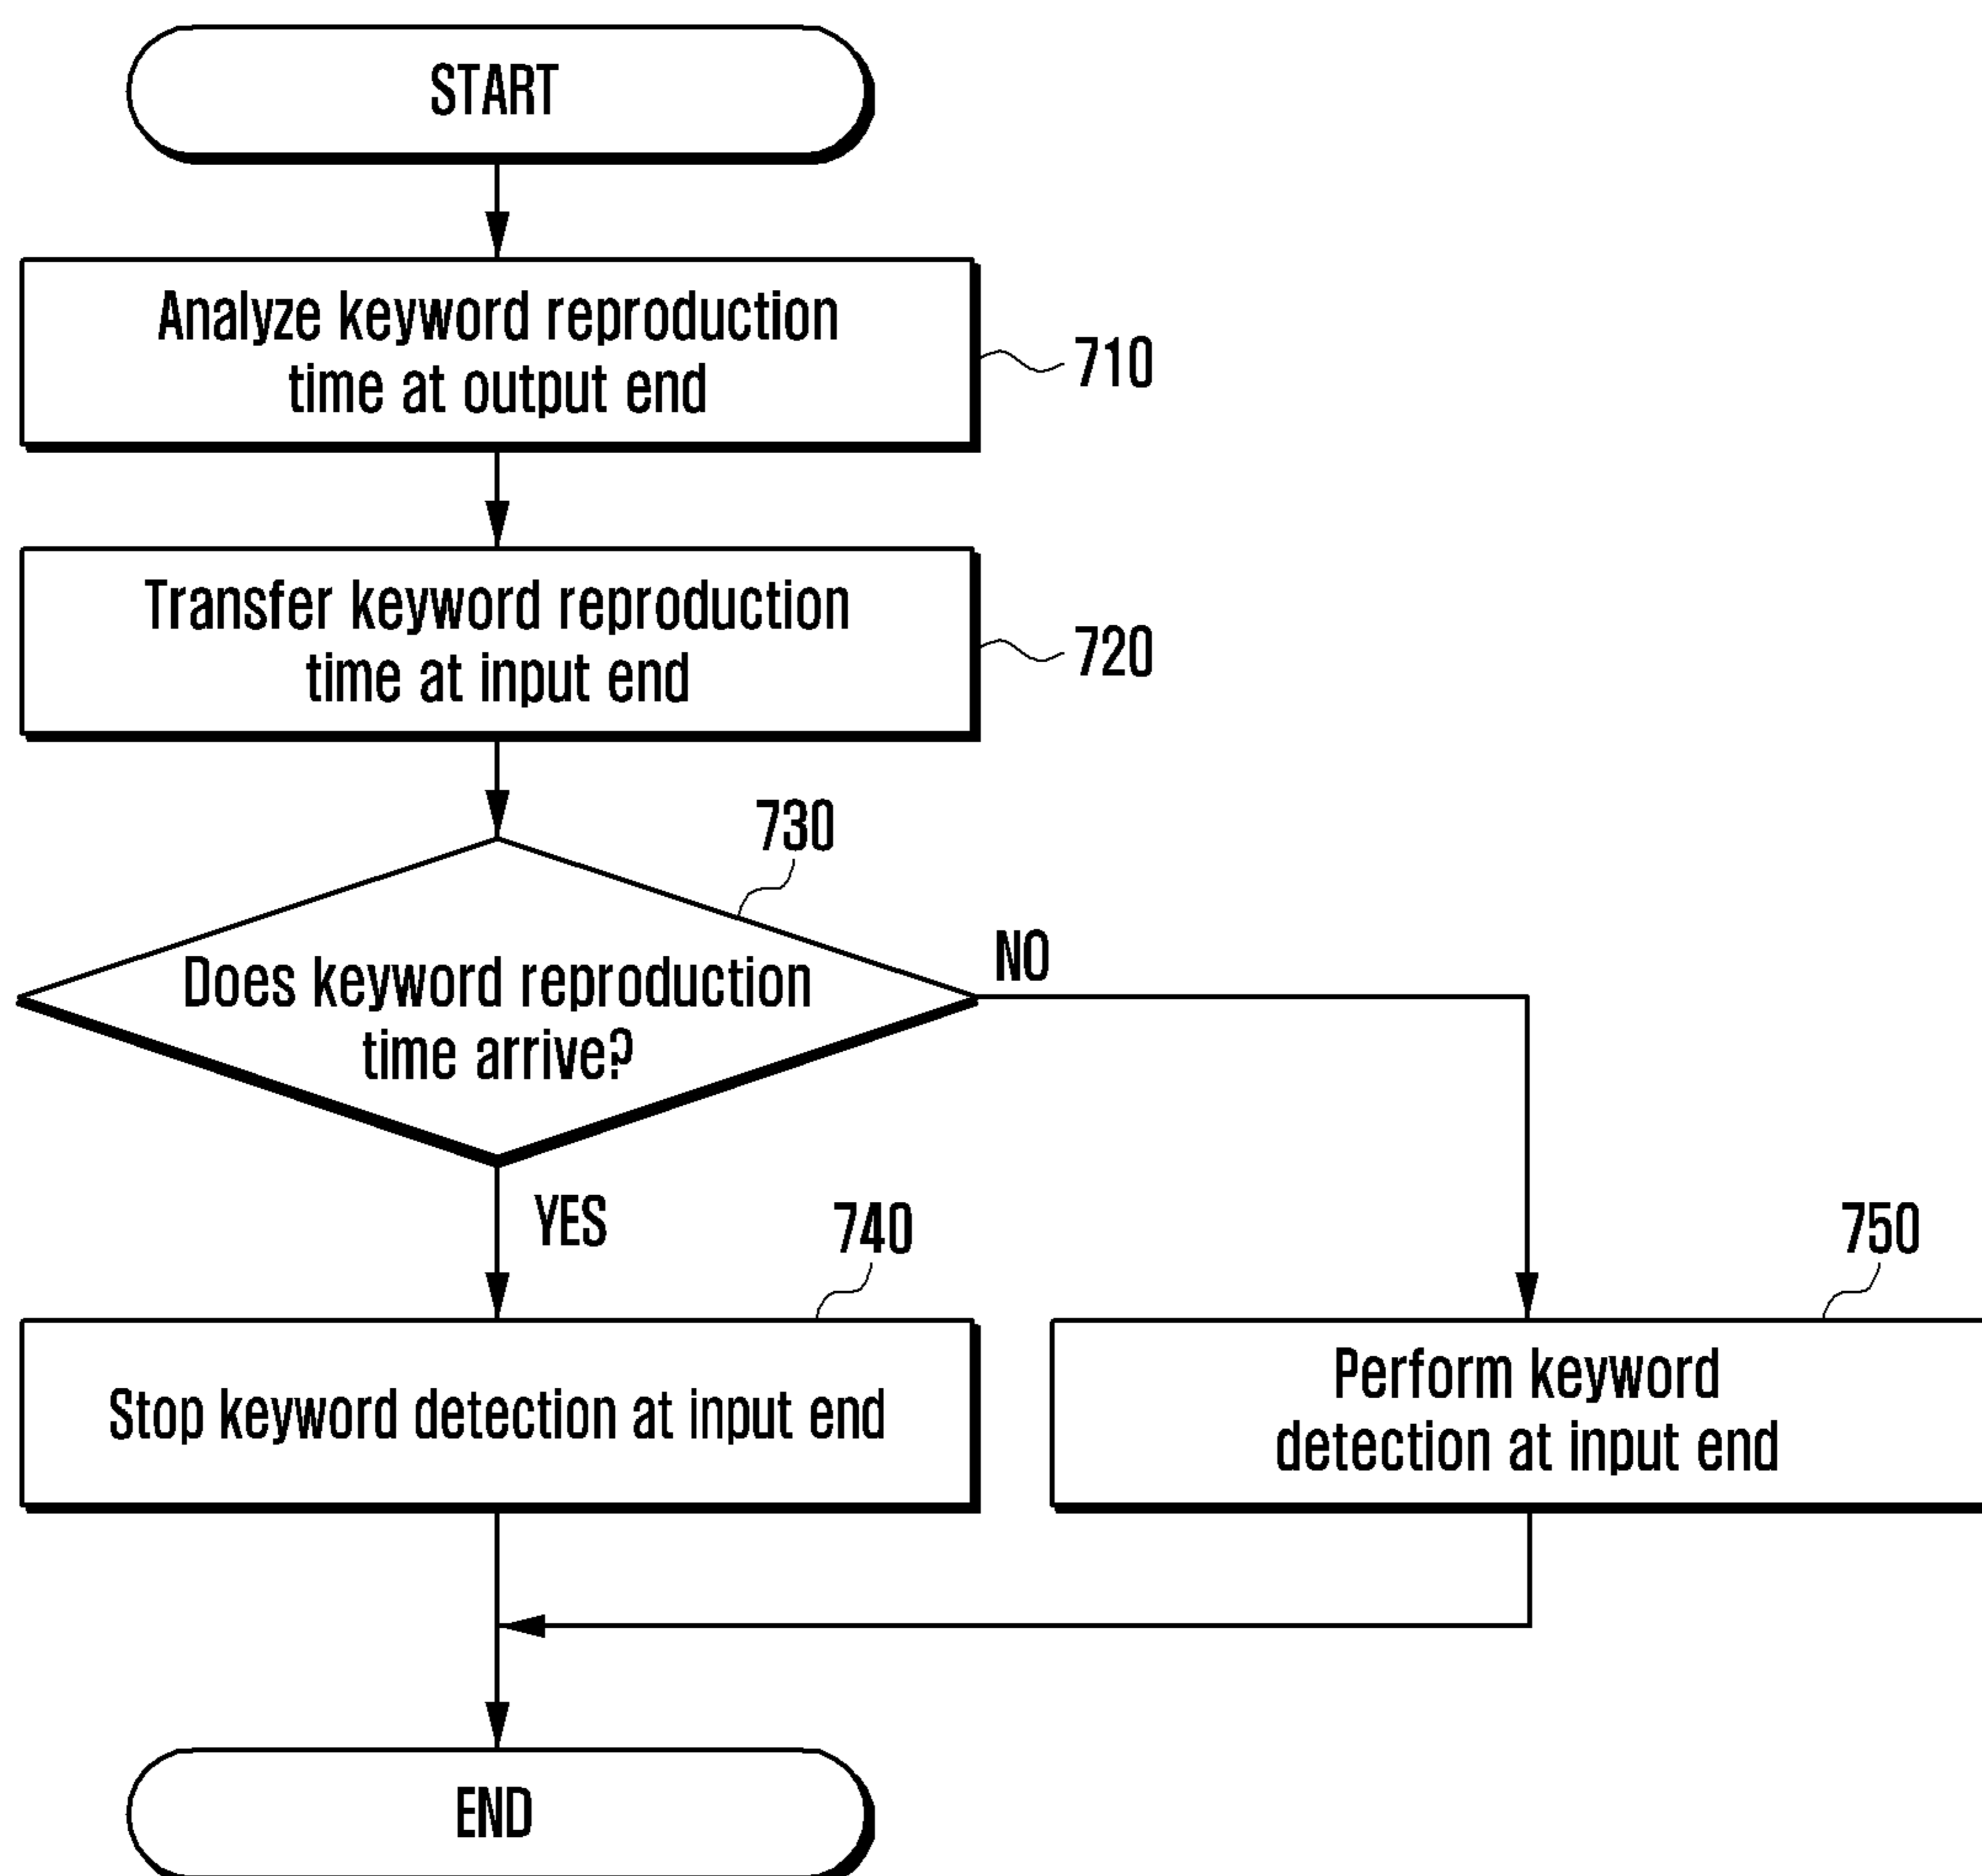 START
Analyze keyword reproduction
time at output end
710
Transfer keyword reproduction
time at input end
720
730
Does keyword reproduction
time arrive?
NO
YES
740
750
Stop keyword detection at input end
Perform keyword
detection at input end
END